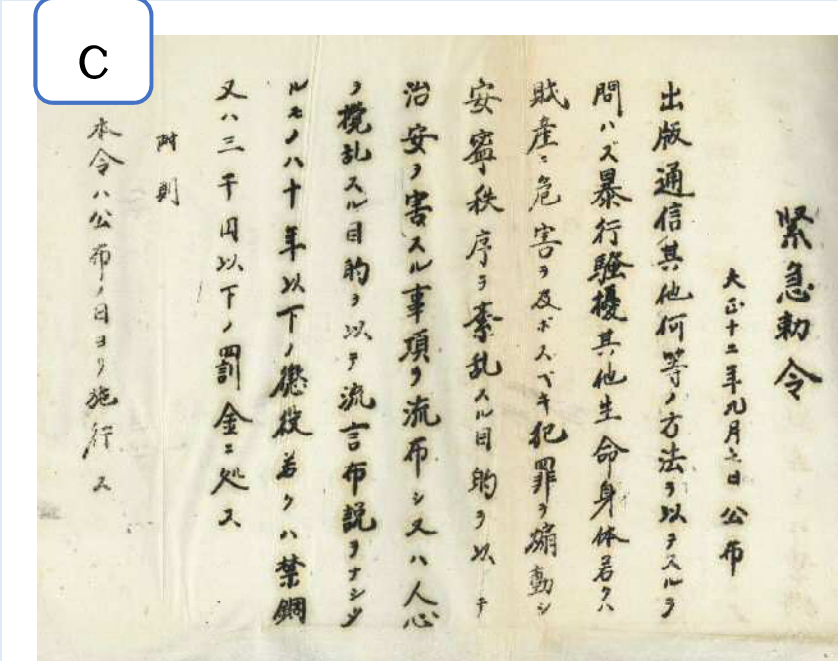 C
緊急勅令
大正十二年九月七日公布
出版通信其他何等ノ方法ヲ以テスルヲ
問ハズ暴行騒擾其他生命身体若クハ
財産ニ危害ヲ及ボスベキ犯罪ヲ煽動シ
安寧秩序ヲ紊乱スル目的ヲ以テ
治安ヲ害スル事項ヲ流布シ又ハ人心
ヲ攪乱スル目的ヲ以テ流言布説ヲナシタ
ルモノハ十年以下ノ懲役若クハ禁錮
又ハ三千円以下ノ罰金ニ処ス
附則
本令ハ公布ノ日ヨリ施行ス